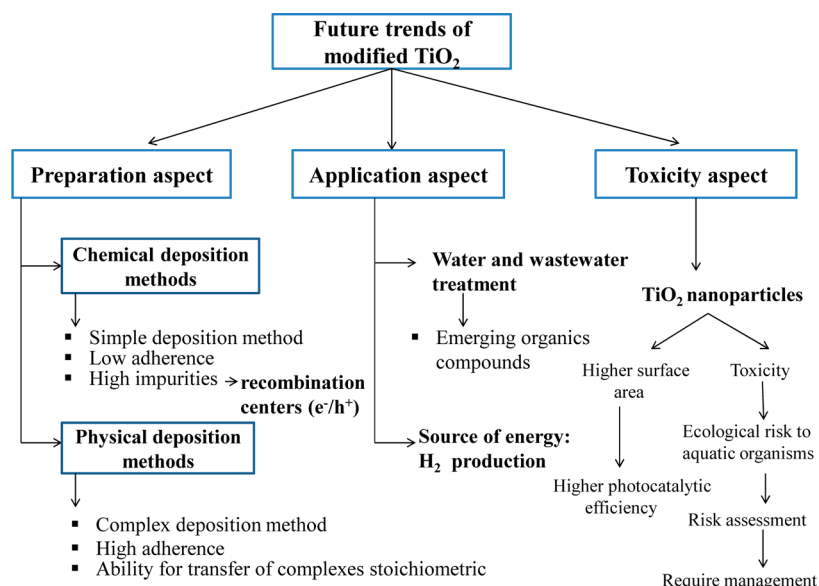 Future trends of
modified TiO₂
Preparation aspect
Application aspect
Toxicity aspect
Chemical deposition
methods
▪ Simple deposition method
▪ Low adherence
▪ High impurities → recombination
centers (e⁻/h⁺)
Physical deposition
methods
▪ Complex deposition method
▪ High adherence
▪ Ability for transfer of complexes stoichiometric
Water and wastewater
treatment
▪ Emerging organics
compounds
Source of energy:
H₂ production
TiO₂ nanoparticles
Higher surface
area
Higher photocatalytic
efficiency
Toxicity
Ecological risk to
aquatic organisms
Risk assessment
Require management